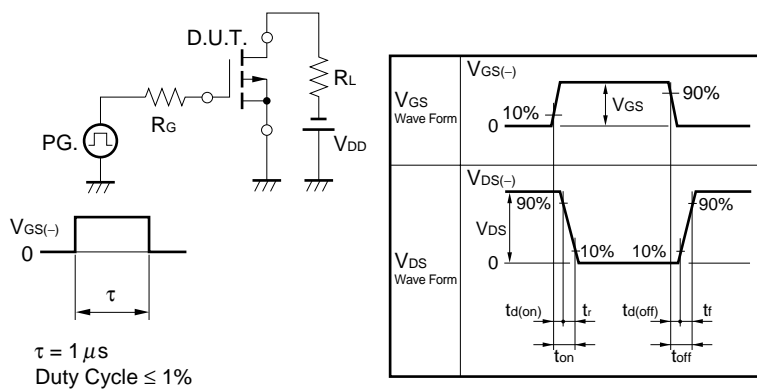 D.U.T.
RL
RG
PG.
VDD
VGS(−)
0
τ
τ = 1 μs
Duty Cycle ≤ 1%
VGS
Wave Form
VGS(−)
10%
0
VGS
90%
VDS
Wave Form
VDS(−)
90%
90%
VDS
10% 10%
0
td(on) tr td(off) tf
ton toff